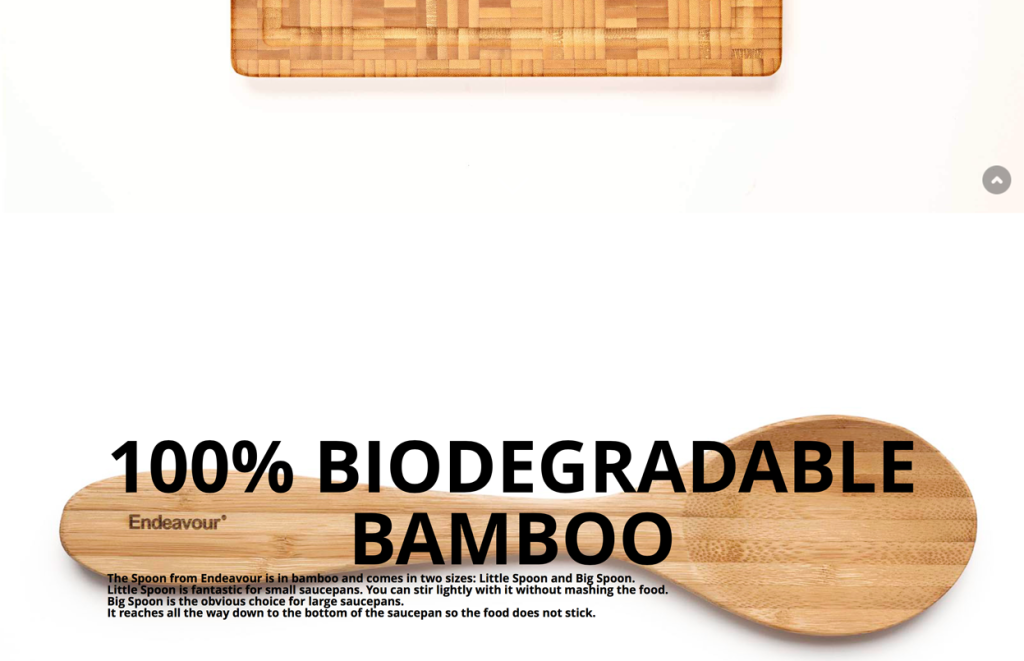 100% BIODEGRADABLE
BAMBOO
Endeavour®
The Spoon from Endeavour is in bamboo and comes in two sizes: Little Spoon and Big Spoon.
Little Spoon is fantastic for small saucepans. You can stir lightly with it without mashing the food.
Big Spoon is the obvious choice for large saucepans.
It reaches all the way down to the bottom of the saucepan so the food does not stick.